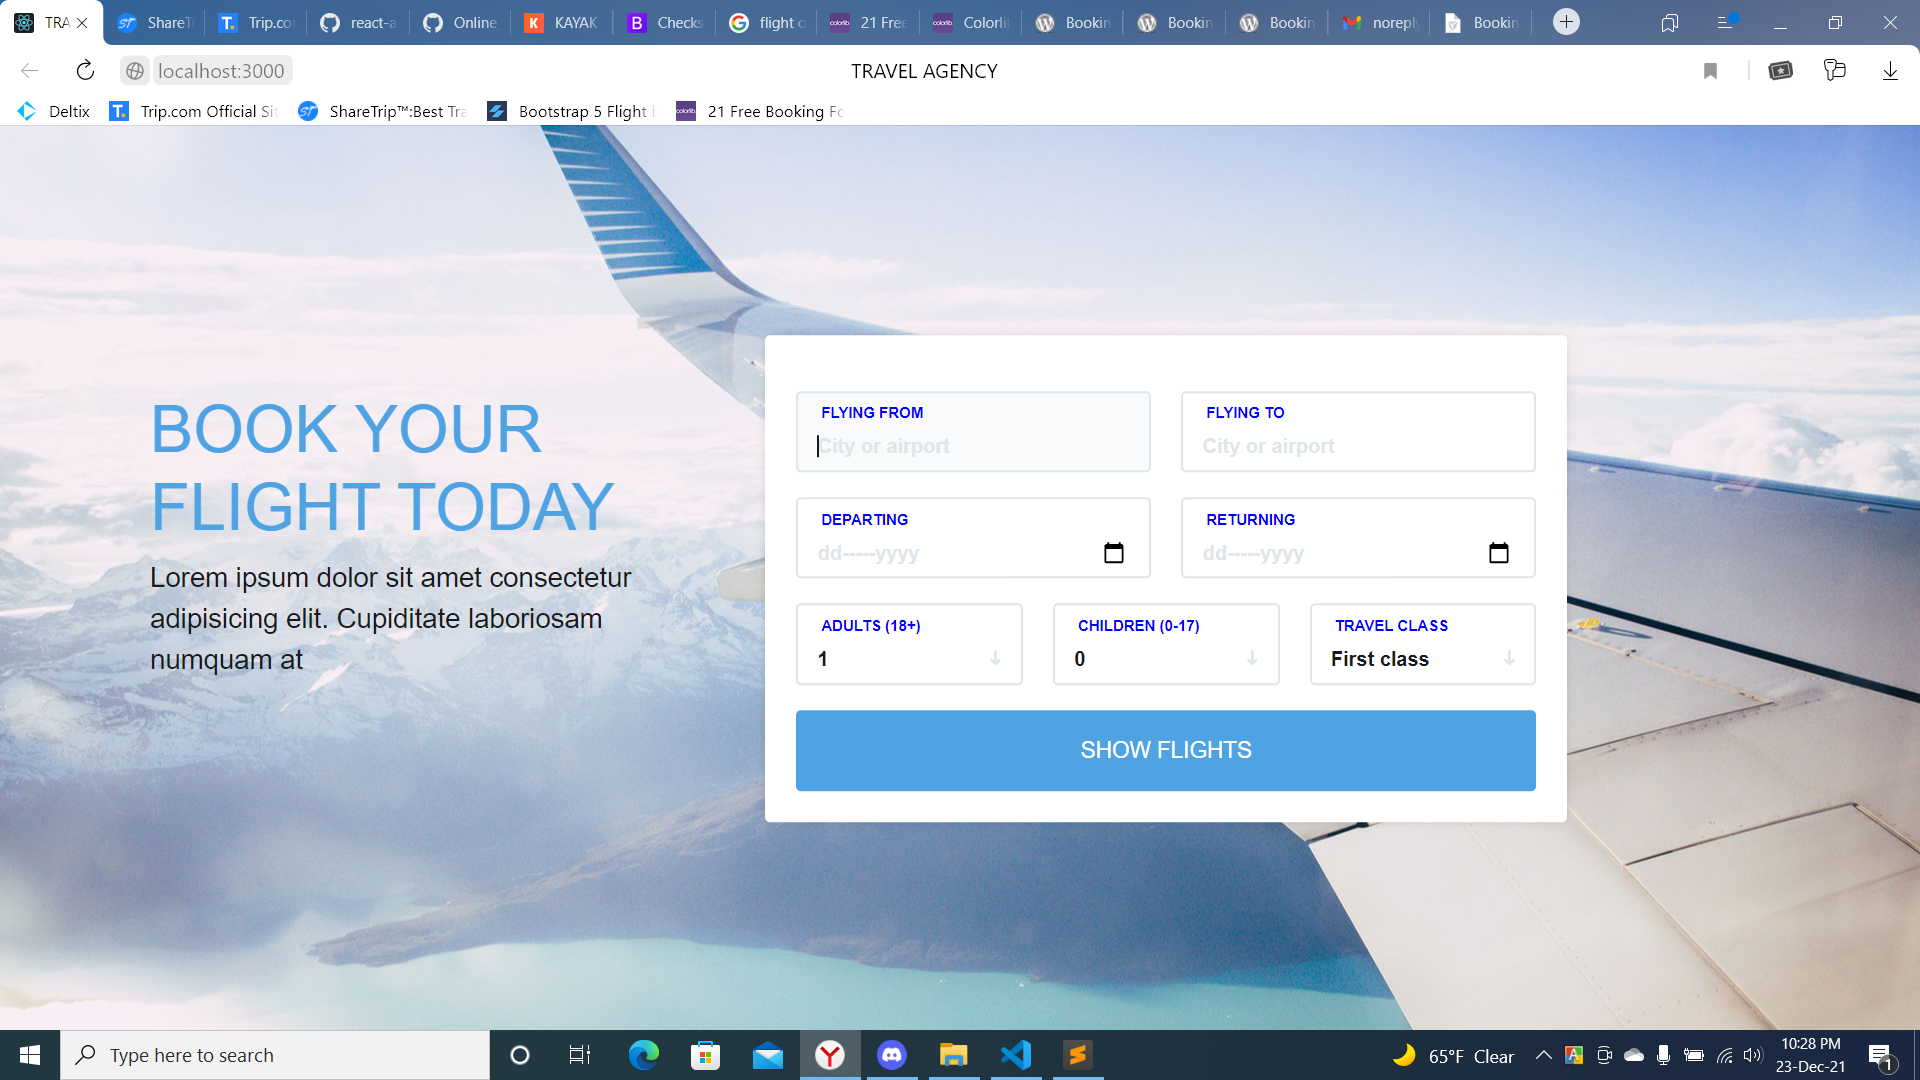 TRA
ShareTr
Trip.co
react-a
Online
KAYAK
Checks
flight o
21 Free
Colorli
Bookin
Bookin
Bookin
noreply
Bookin
localhost:3000
TRAVEL AGENCY
Deltix
Trip.com Official Sit
ShareTrip™:Best Tra
Bootstrap 5 Flight
21 Free Booking Fo
BOOK YOUR
FLIGHT TODAY
Lorem ipsum dolor sit amet consectetur
adipisicing elit. Cupiditate laboriosam
numquam at
FLYING FROM
City or airport
FLYING TO
City or airport
DEPARTING
dd-----yyyy
RETURNING
dd-----yyyy
ADULTS (18+)
1
CHILDREN (0-17)
0
TRAVEL CLASS
First class
SHOW FLIGHTS
Type here to search
65°F Clear
10:28 PM
23-Dec-21
1